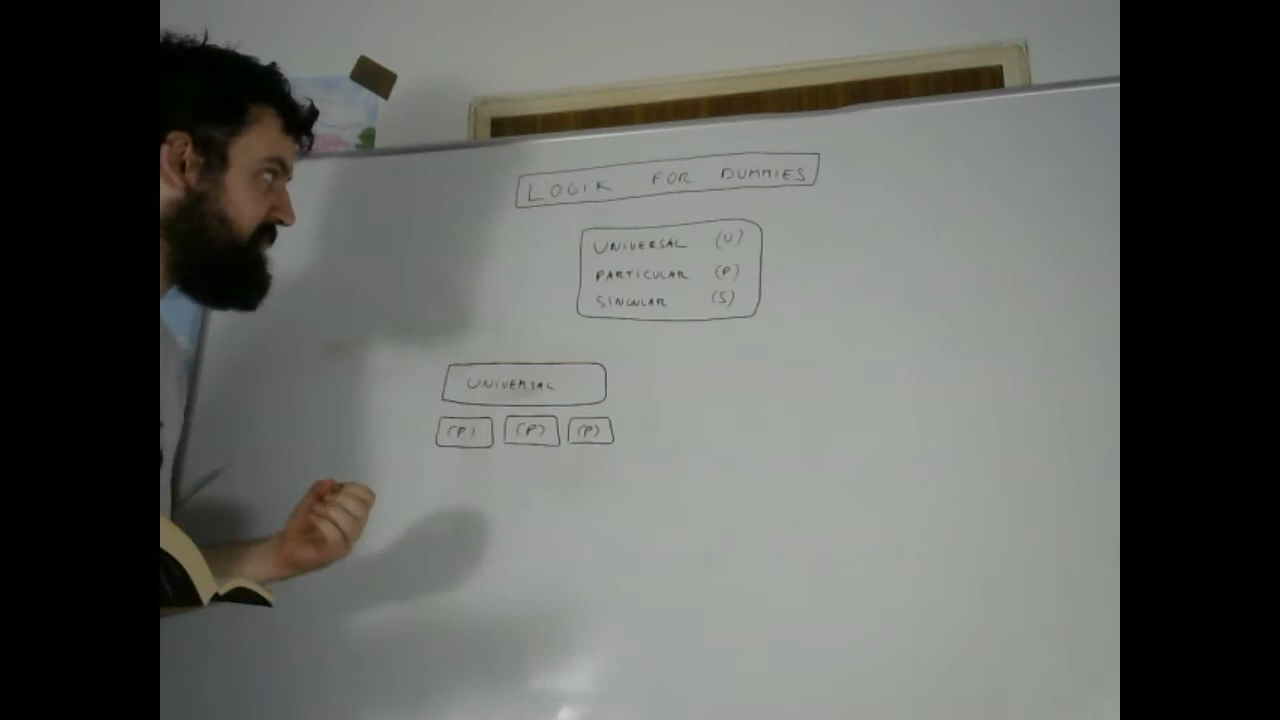 LOGIK FOR DUMMIES
UNIVERSAL (U)
PARTICULAR (P)
SINGULAR (S)
UNIVERSAL
(P) (P) (P)